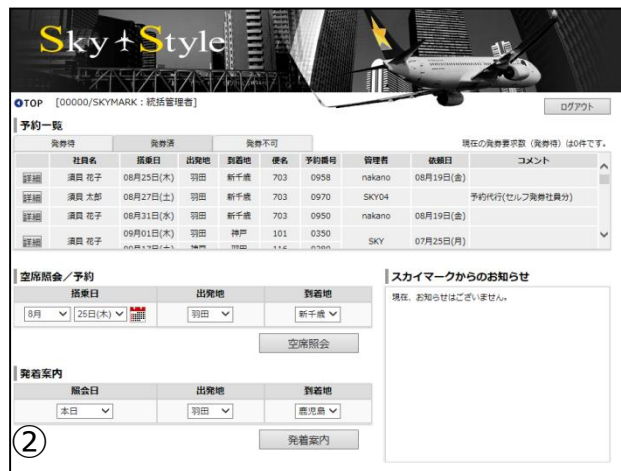 Sky Style
TOP [00000/SKYMARK：統括管理者] ログアウト
予約一覧
発券待 発券済 発券不可 現在の発券要求数（発券待）は0件です。
社員名 搭乗日 出発地 到着地 便名 予約番号 管理者 依頼日 コメント
詳細 須貝 花子 08月25日(木) 羽田 新千歳 703 0958 nakano 08月19日(金)
詳細 須貝 太郎 08月27日(土) 羽田 新千歳 703 0970 SKY04 予約代行(セルフ発券社員分)
詳細 須貝 花子 08月31日(水) 羽田 新千歳 703 0950 nakano 08月19日(金)
詳細 須貝 花子 09月01日(木) 羽田 神戸 101 0350 SKY 07月25日(月)
空席照会／予約
搭乗日 出発地 到着地
8月 25日(木) 羽田 新千歳
空席照会
発着案内
照会日 出発地 到着地
本日 羽田 鹿児島
発着案内
スカイマークからのお知らせ
現在、お知らせはございません。
②